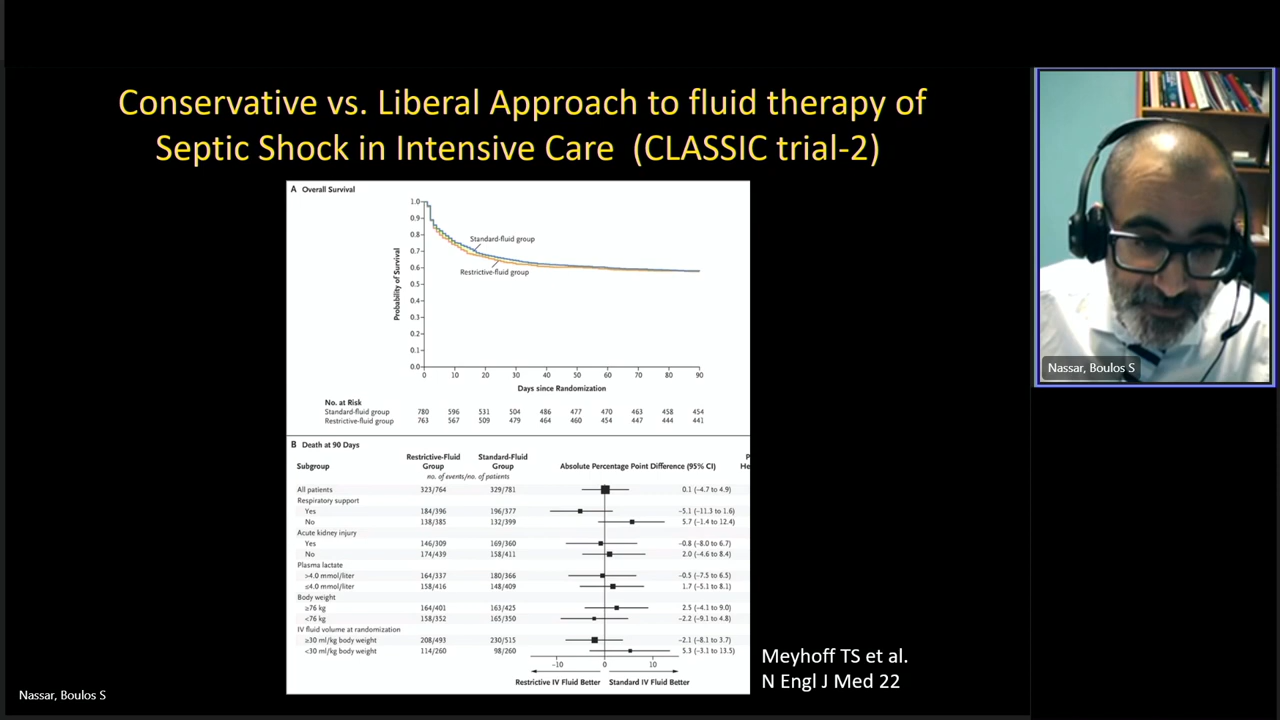 Conservative vs. Liberal Approach to fluid therapy of
Septic Shock in Intensive Care (CLASSIC trial-2)
A Overall Survival
Probability of Survival
1.0
0.9
0.8
0.7
0.6
0.5
0.4
0.3
0.2
0.1
0.0
Standard-fluid group
Restrictive-fluid group
0 10 20 30 40 50 60 70 80 90
Days since Randomization
No. at Risk
Standard-fluid group 780 596 531 504 486 477 470 463 458 454
Restrictive-fluid group 763 567 509 479 464 460 454 447 444 441
B Death at 90 Days
Subgroup
Restrictive-Fluid
Group
Standard-Fluid
Group
Absolute Percentage Point Difference (95% CI)
P
He
no. of events/no. of patients
All patients 323/764 329/781 0.1 (−4.7 to 4.9)
Respiratory support
Yes 184/396 196/377 −5.1 (−11.3 to 1.6)
No 138/385 132/399 5.7 (−1.4 to 12.4)
Acute kidney injury
Yes 146/309 169/360 −0.8 (−8.0 to 6.7)
No 174/439 158/411 2.0 (−4.6 to 8.4)
Plasma lactate
>4.0 mmol/liter 164/337 180/366 −0.5 (−7.5 to 6.5)
≤4.0 mmol/liter 158/416 148/409 1.7 (−5.1 to 8.1)
Body weight
≥76 kg 164/401 163/425 2.5 (−4.1 to 9.0)
<76 kg 158/352 165/350 −2.2 (−9.1 to 4.8)
IV fluid volume at randomization
≥30 ml/kg body weight 208/493 230/515 −2.1 (−8.1 to 3.7)
<30 ml/kg body weight 114/260 98/260 5.3 (−3.1 to 13.5)
−10 0 10
Restrictive IV Fluid Better Standard IV Fluid Better
Meyhoff TS et al.
N Engl J Med 22
Nassar, Boulos S
Nassar, Boulos S